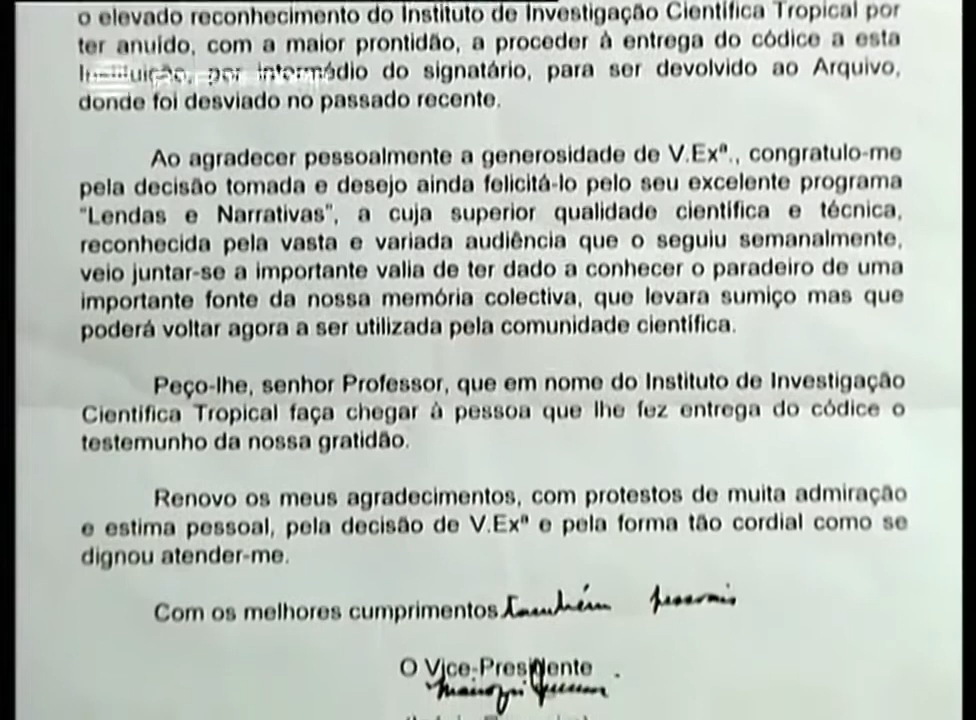 o elevado reconhecimento do Instituto de Investigação Científica Tropical por
ter anuído, com a maior prontidão, a proceder à entrega do códice a esta
Instituição, por intermédio do signatário, para ser devolvido ao Arquivo,
donde foi desviado no passado recente.
Ao agradecer pessoalmente a generosidade de V.Exª., congratulo-me
pela decisão tomada e desejo ainda felicitá-lo pelo seu excelente programa
"Lendas e Narrativas", a cuja superior qualidade científica e técnica,
reconhecida pela vasta e variada audiência que o seguiu semanalmente,
veio juntar-se a importante valia de ter dado a conhecer o paradeiro de uma
importante fonte da nossa memória colectiva, que levara sumiço mas que
poderá voltar agora a ser utilizada pela comunidade científica.
Peço-lhe, senhor Professor, que em nome do Instituto de Investigação
Científica Tropical faça chegar à pessoa que lhe fez entrega do códice o
testemunho da nossa gratidão.
Renovo os meus agradecimentos, com protestos de muita admiração
e estima pessoal, pela decisão de V.Exª e pela forma tão cordial como se
dignou atender-me.
Com os melhores cumprimentos também pessoais
O Vice-Presidente